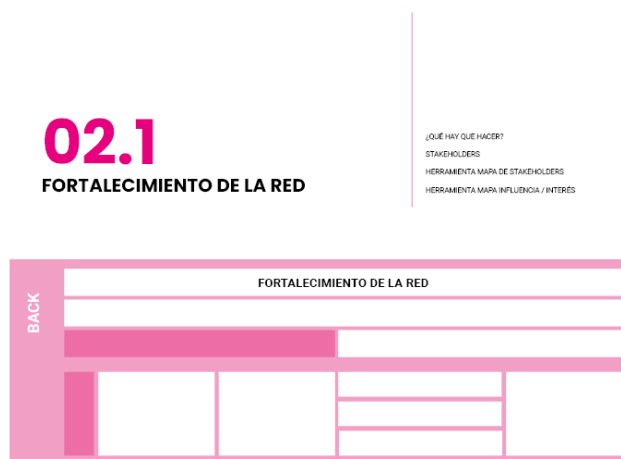 02.1
FORTALECIMIENTO DE LA RED
¿QUÉ HAY QUE HACER?
STAKEHOLDERS
HERRAMIENTA MAPA DE STAKEHOLDERS
HERRAMIENTA MAPA INFLUENCIA / INTERÉS
BACK
FORTALECIMIENTO DE LA RED